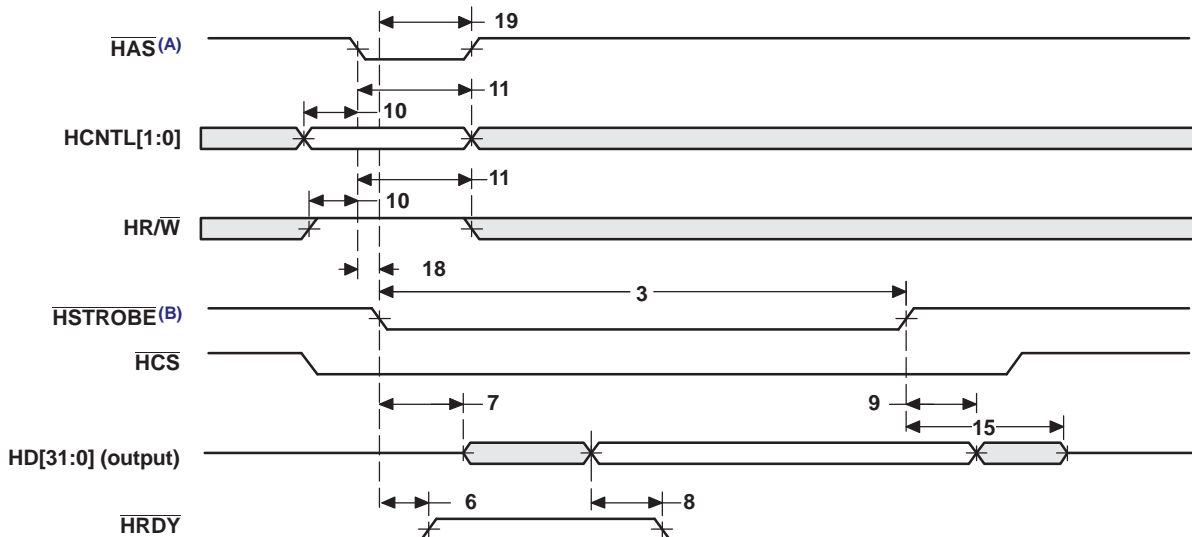 19
HAS(A)
11
10
HCNTL[1:0]
11
10
HR/W
18
3
HSTROBE(B)
HCS
7
9
15
HD[31:0] (output)
6
8
HRDY